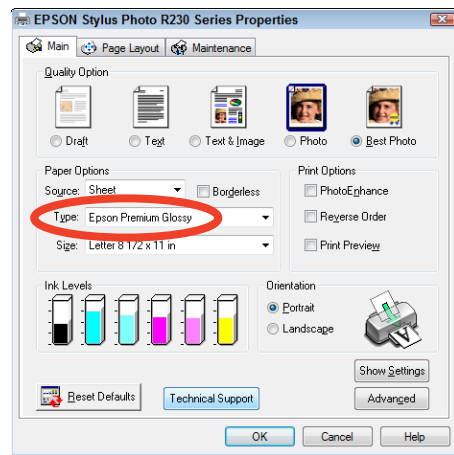 EPSON Stylus Photo R230 Series Properties
Main Page Layout Maintenance
Quality Option
Draft Text Text & Image Photo Best Photo
Paper Options
Source: Sheet Borderless
Type: Epson Premium Glossy
Size: Letter 8 1/2 x 11 in
Print Options
PhotoEnhance
Reverse Order
Print Preview
Ink Levels
Orientation
Portrait
Landscape
Show Settings
Reset Defaults Technical Support Advanced
OK Cancel Help